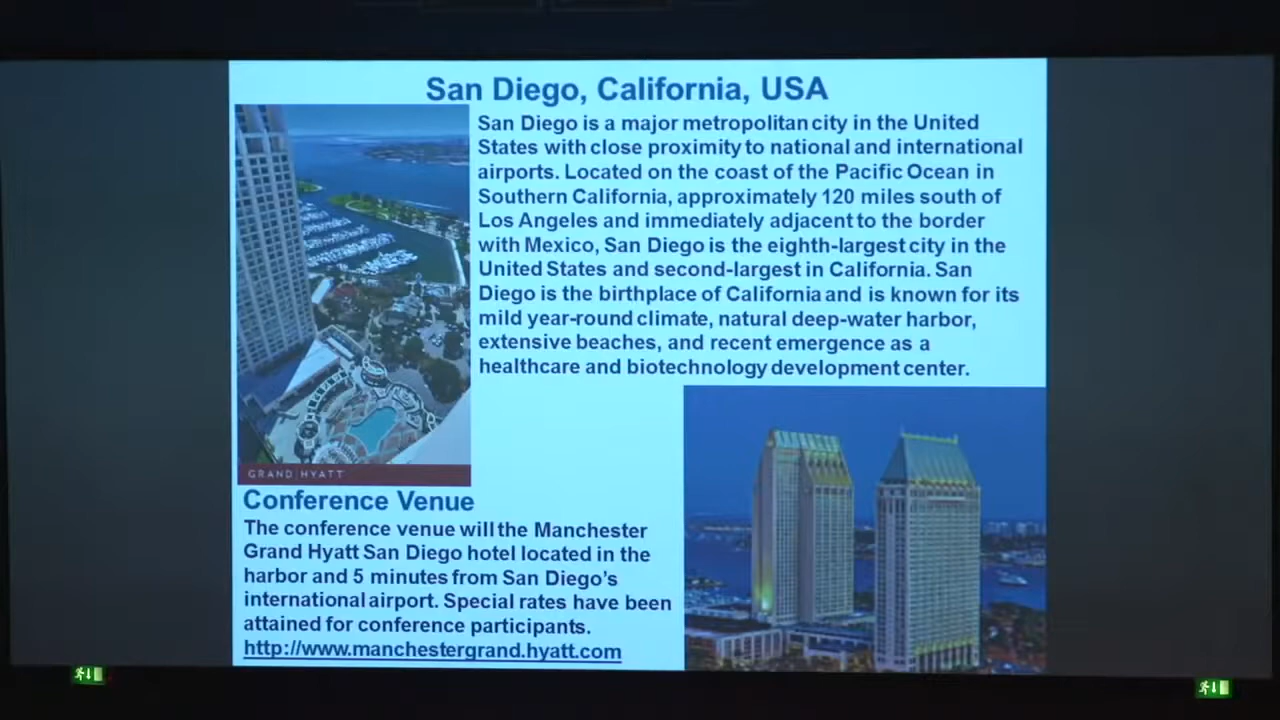 San Diego, California, USA
San Diego is a major metropolitan city in the United
States with close proximity to national and international
airports. Located on the coast of the Pacific Ocean in
Southern California, approximately 120 miles south of
Los Angeles and immediately adjacent to the border
with Mexico, San Diego is the eighth-largest city in the
United States and second-largest in California. San
Diego is the birthplace of California and is known for its
mild year-round climate, natural deep-water harbor,
extensive beaches, and recent emergence as a
healthcare and biotechnology development center.
GRAND HYATT
Conference Venue
The conference venue will the Manchester
Grand Hyatt San Diego hotel located in the
harbor and 5 minutes from San Diego's
international airport. Special rates have been
attained for conference participants.
http://www.manchestergrand.hyatt.com